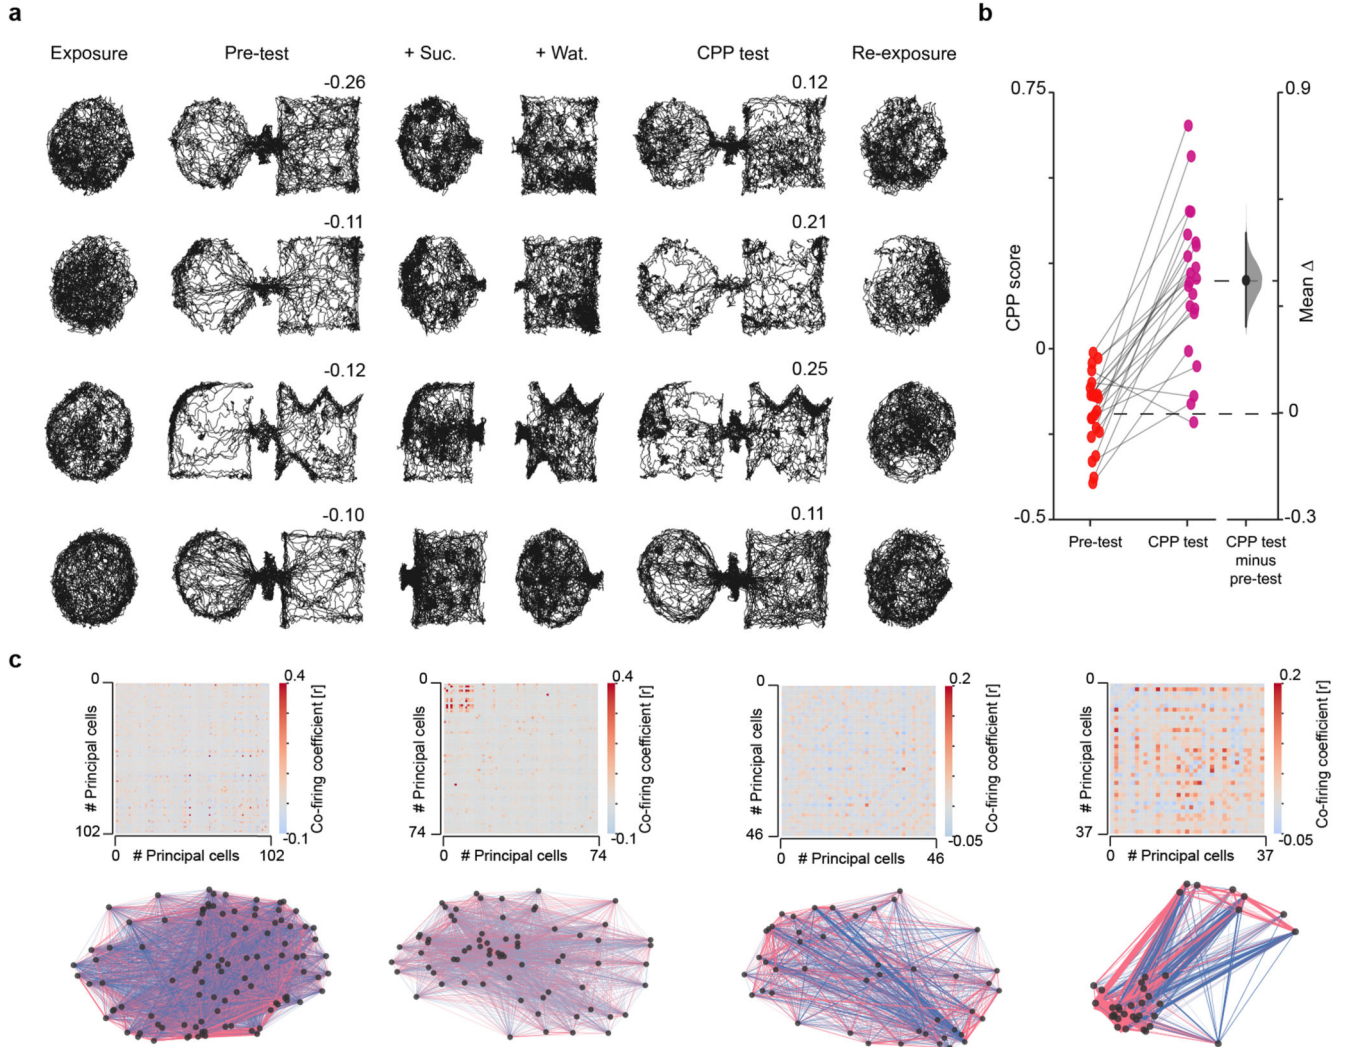 a
Exposure
Pre-test
+ Suc.
+ Wat.
CPP test
Re-exposure
-0.26
0.12
-0.11
0.21
-0.12
0.25
-0.10
0.11
b
0.75
0
-0.5
CPP score
0.9
0
-0.3
Mean Δ
Pre-test
CPP test
CPP test
minus
pre-test
c
0
102
# Principal cells
0
# Principal cells
102
0.4
-0.1
Co-firing coefficient [r]
0
74
# Principal cells
0
# Principal cells
74
0.4
-0.1
Co-firing coefficient [r]
0
46
# Principal cells
0
# Principal cells
46
0.2
-0.05
Co-firing coefficient [r]
0
37
# Principal cells
0
# Principal cells
37
0.2
-0.05
Co-firing coefficient [r]